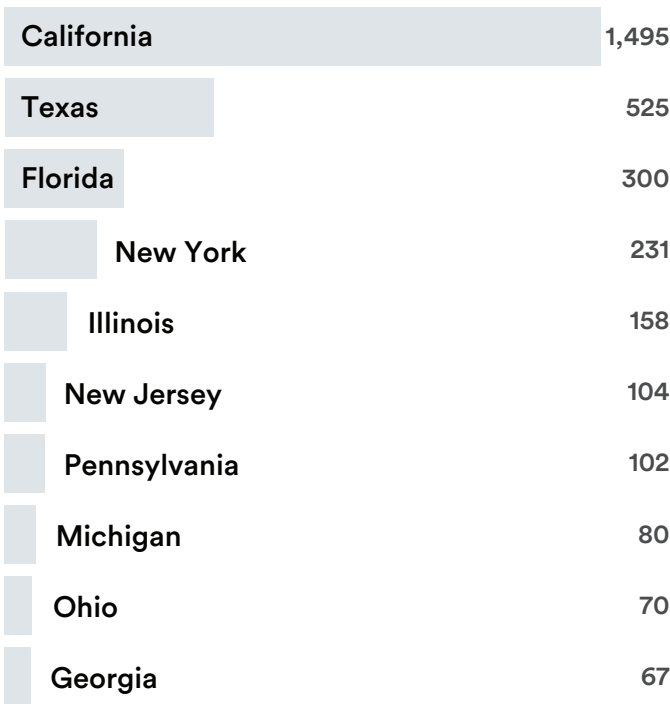 California 1,495
Texas 525
Florida 300
New York 231
Illinois 158
New Jersey 104
Pennsylvania 102
Michigan 80
Ohio 70
Georgia 67